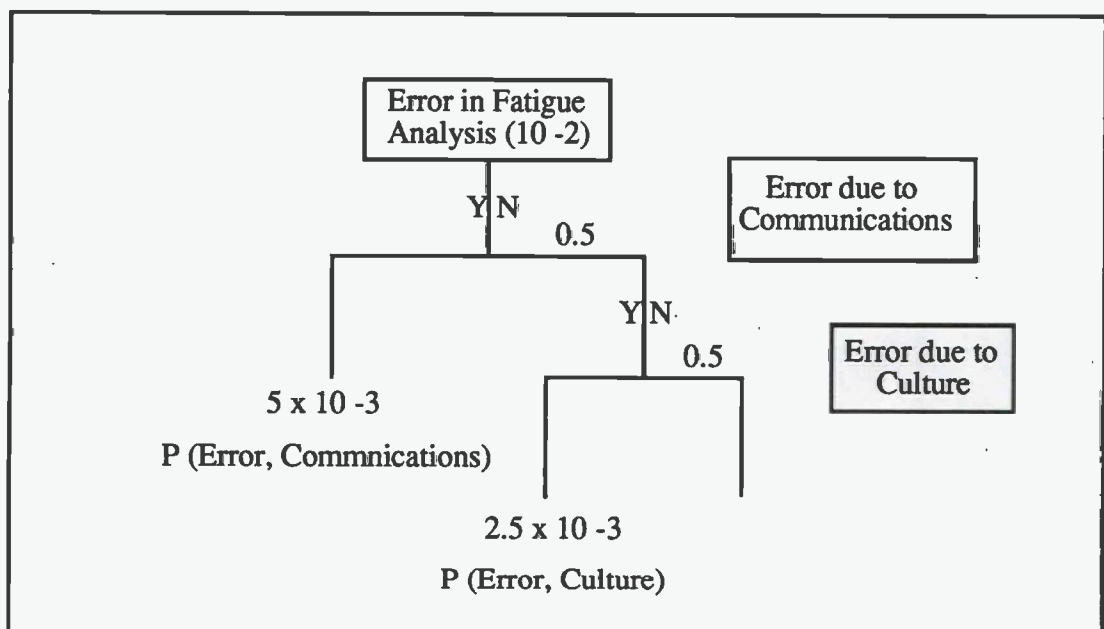 Error in Fatigue
Analysis (10 -2)
Y N
0.5
Error due to
Communications
Y N
0.5
Error due to
Culture
5 x 10 -3
P (Error, Commnications)
2.5 x 10 -3
P (Error, Culture)